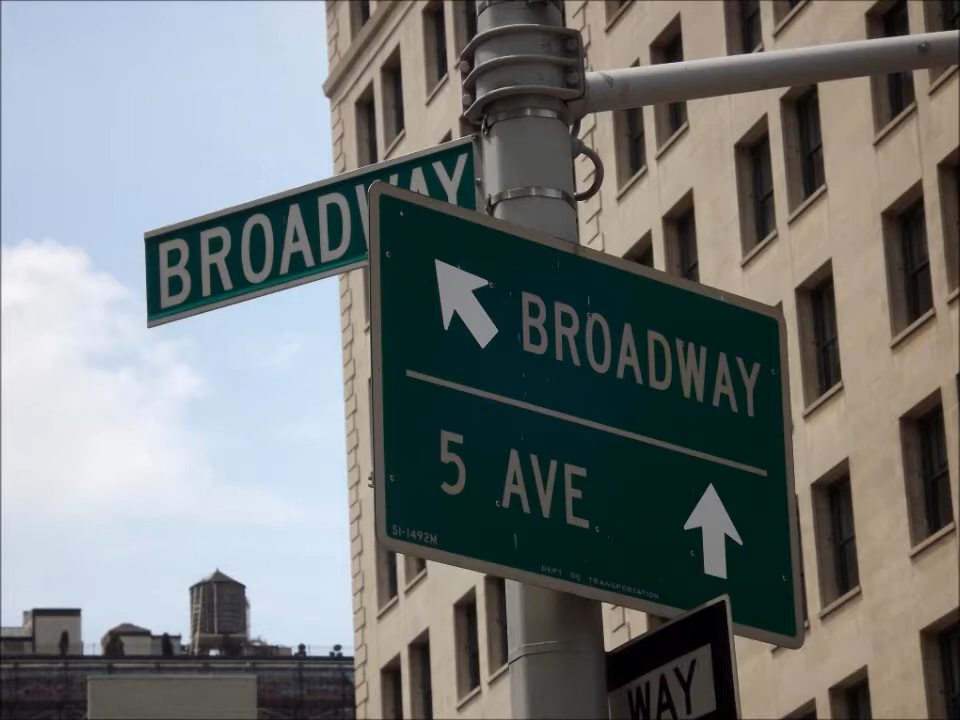 BROADWAY
BROADWAY
5 AVE
SI-1492M
DEPT OF TRANSPORTATION
WAY